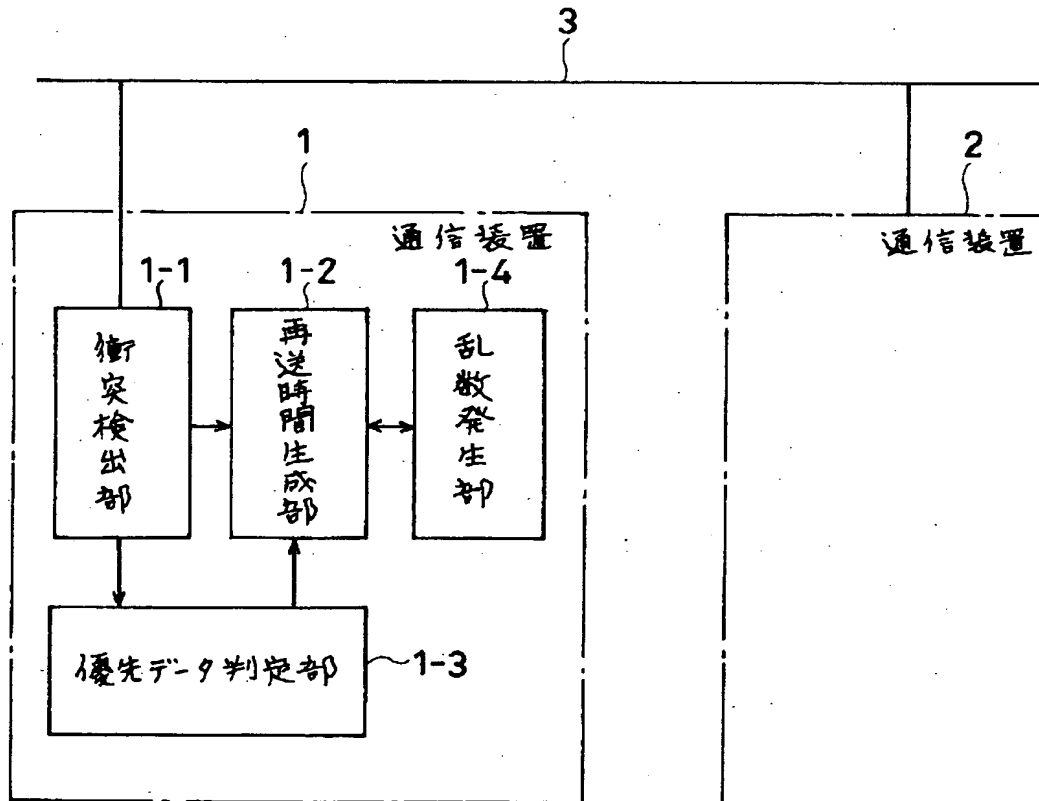 3
1
2
通信装置
通信装置
1-1
1-2
1-4
衝突検出部
再送時間生成部
乱数発生部
優先データ判定部
1-3